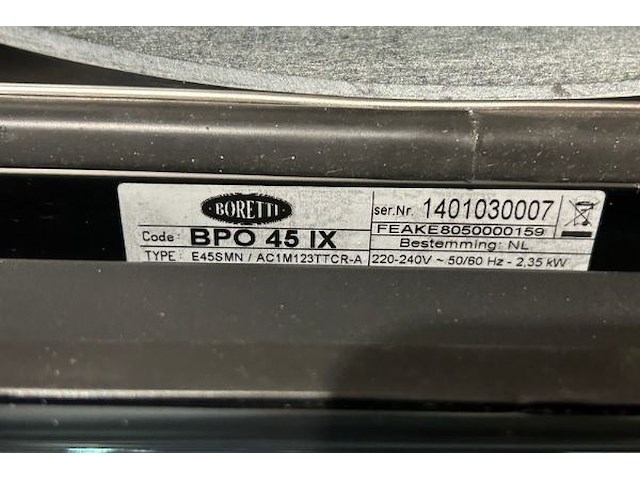 BORETTI
Code: BPO 45 IX
TYPE: E45SMN / AC1M123TTCR-A
ser.Nr. 1401030007
FEAKE8050000159
Bestemming: NL
220-240V ~ 50/60 Hz - 2,35 kW